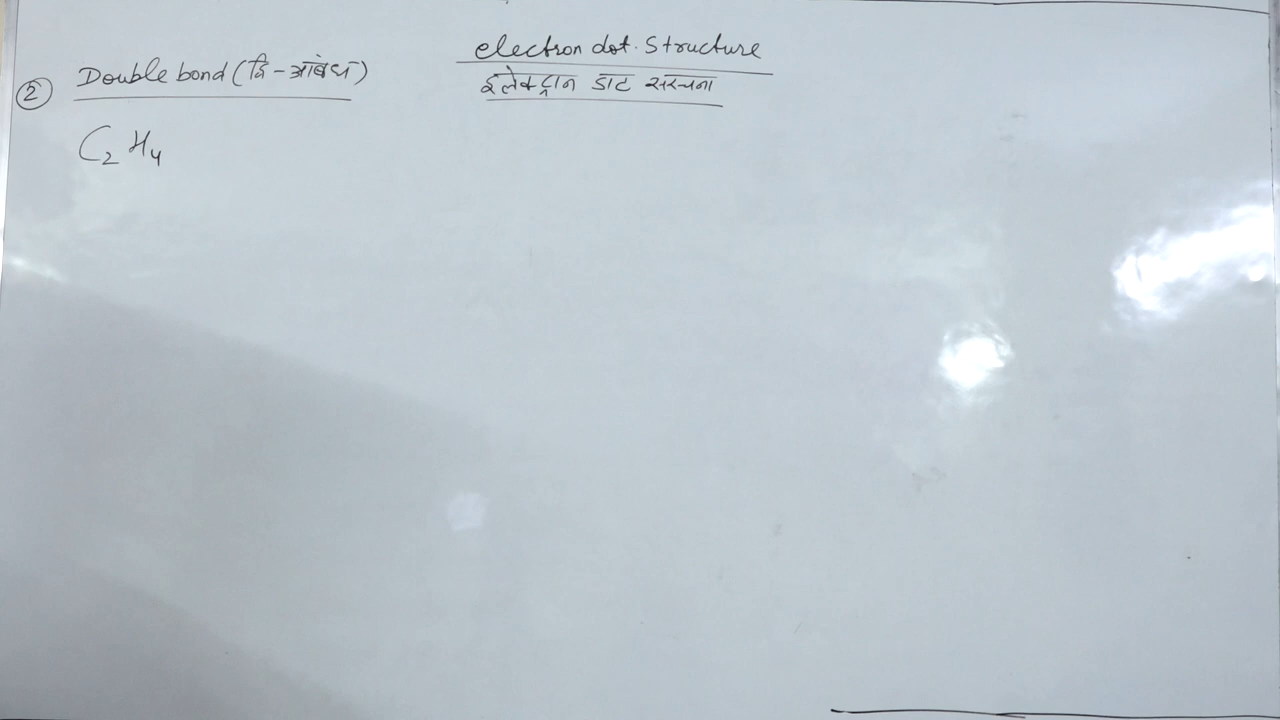 electron dot. Structure
इलेक्ट्रान डॉट संरचना
② Double bond (द्वि-आबंध)
C₂H₄